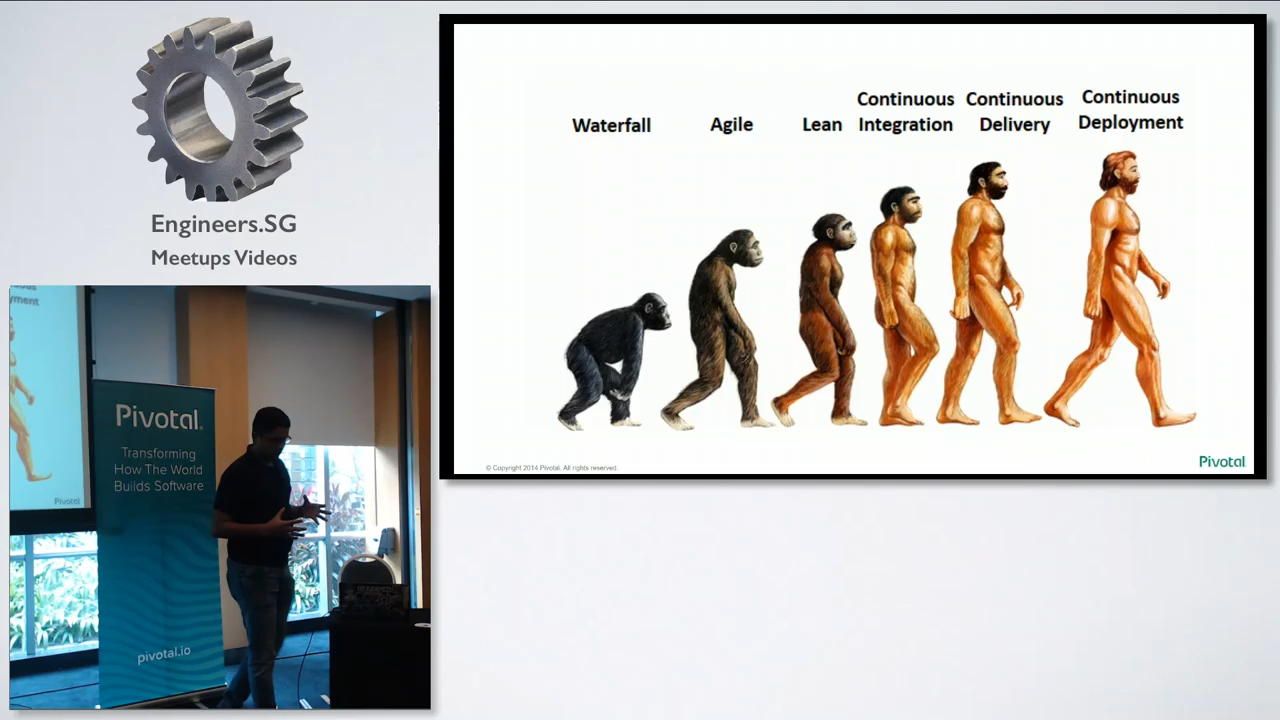 Engineers.SG
Meetups Videos
Waterfall
Agile
Lean
Continuous
Integration
Continuous
Delivery
Continuous
Deployment
© Copyright 2014 Pivotal. All rights reserved.
Pivotal
Pivotal
Pivotal
Transforming
How The World
Builds Software
pivotal.io